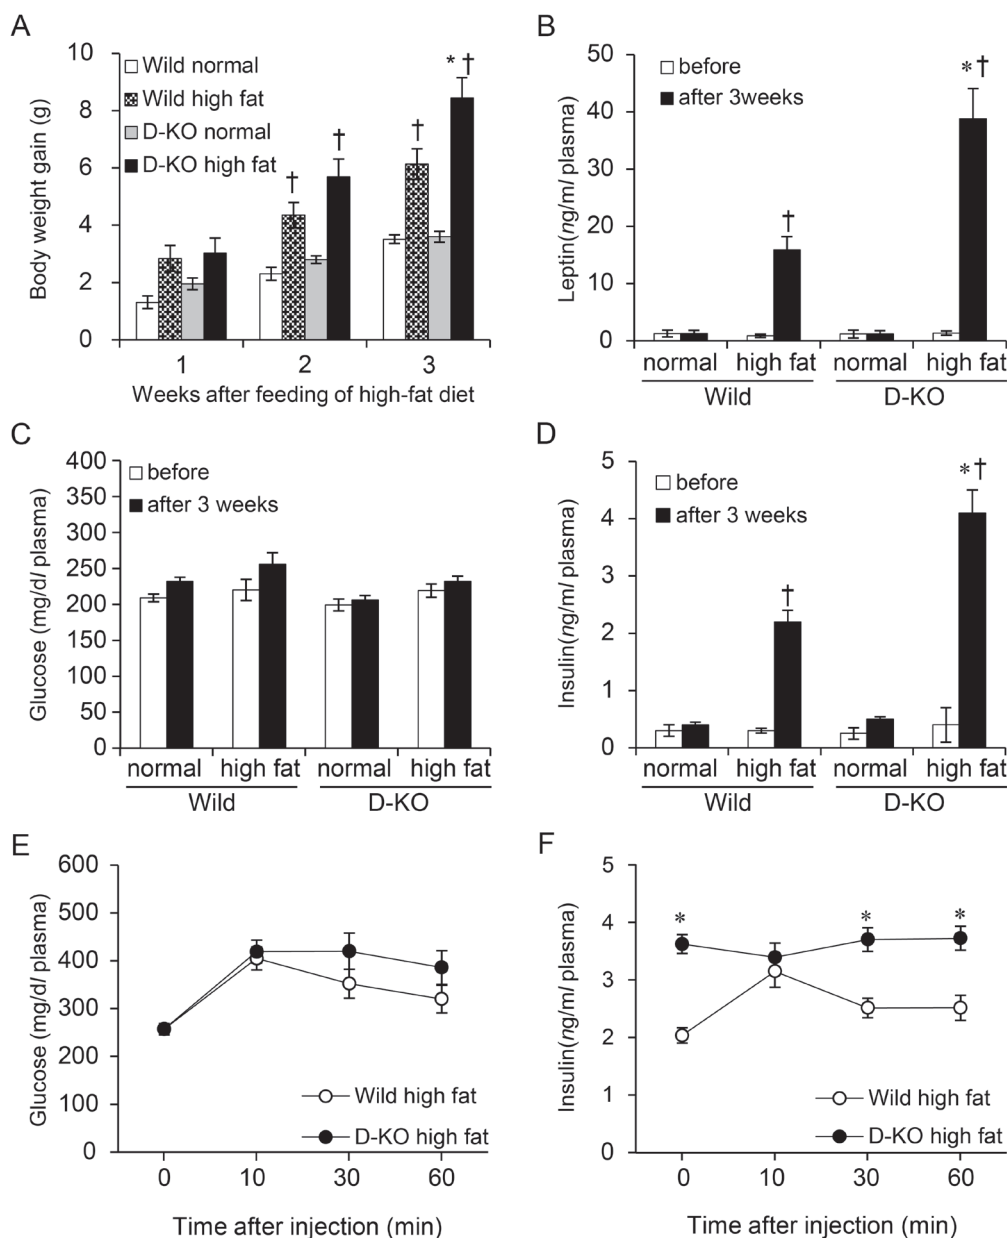 A
Body weight gain (g)
10
8
6
4
2
0
Wild normal
Wild high fat
D-KO normal
D-KO high fat
†
†
†
* †
1 2 3
Weeks after feeding of high-fat diet
B
Leptin(ng/ml plasma)
50
40
30
20
10
0
before
after 3weeks
†
* †
normal high fat normal high fat
Wild D-KO
C
Glucose (mg/dl plasma)
400
350
300
250
200
150
100
50
0
before
after 3 weeks
normal high fat normal high fat
Wild D-KO
D
Insulin(ng/ml plasma)
5
4
3
2
1
0
before
after 3 weeks
†
* †
normal high fat normal high fat
Wild D-KO
E
Glucose (mg/dl plasma)
600
500
400
300
200
100
0
Wild high fat
D-KO high fat
0 10 30 60
Time after injection (min)
F
Insulin(ng/ml plasma)
5
4
3
2
1
0
* * *
Wild high fat
D-KO high fat
0 10 30 60
Time after injection (min)